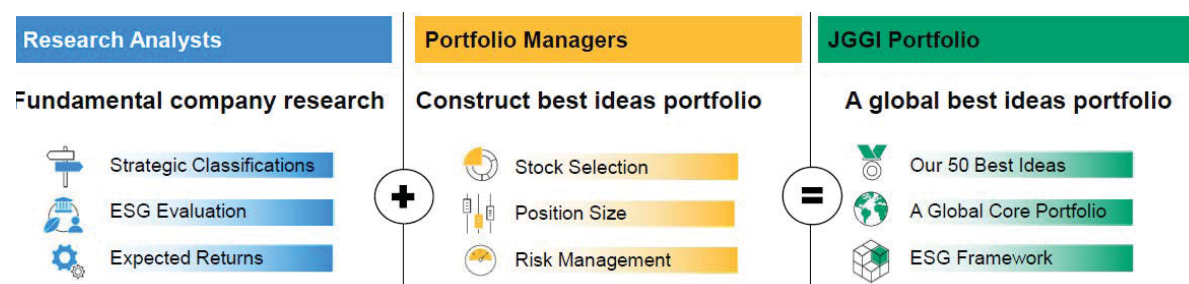 Research Analysts
Fundamental company research
Strategic Classifications
ESG Evaluation
Expected Returns
+
Portfolio Managers
Construct best ideas portfolio
Stock Selection
Position Size
Risk Management
=
JGGI Portfolio
A global best ideas portfolio
Our 50 Best Ideas
A Global Core Portfolio
ESG Framework